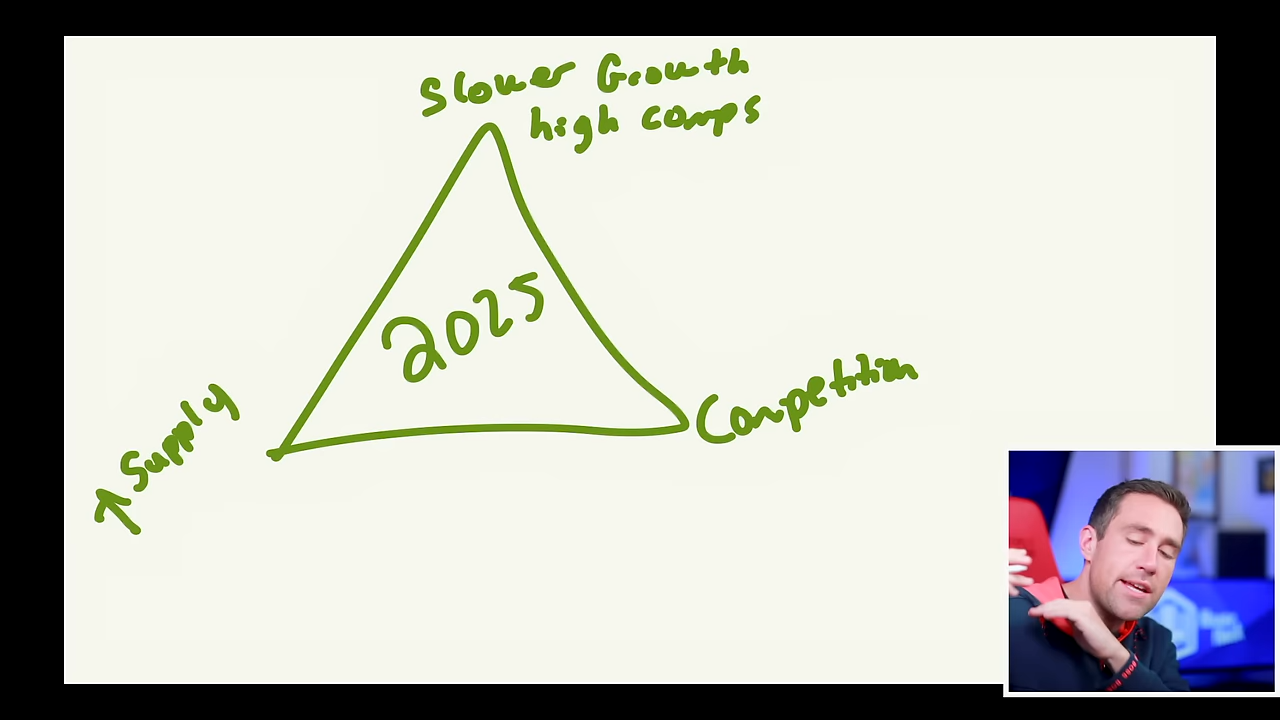 Slower Growth
high comps
2025
Competition
↑ Supply